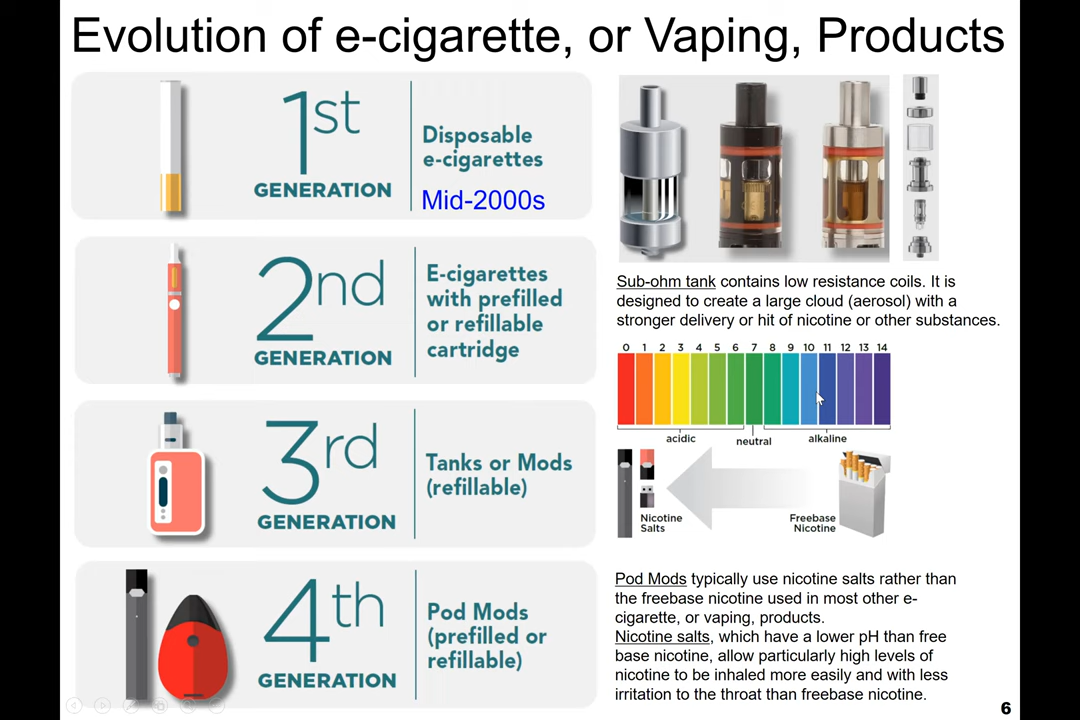 Evolution of e-cigarette, or Vaping, Products
1st
GENERATION
Disposable
e-cigarettes
Mid-2000s
2nd
GENERATION
E-cigarettes
with prefilled
or refillable
cartridge
3rd
GENERATION
Tanks or Mods
(refillable)
4th
GENERATION
Pod Mods
(prefilled or
refillable)
Sub-ohm tank contains low resistance coils. It is
designed to create a large cloud (aerosol) with a
stronger delivery or hit of nicotine or other substances.
0 1 2 3 4 5 6 7 8 9 10 11 12 13 14
acidic neutral alkaline
Nicotine
Salts
Freebase
Nicotine
Pod Mods typically use nicotine salts rather than
the freebase nicotine used in most other e-
cigarette, or vaping, products.
Nicotine salts, which have a lower pH than free
base nicotine, allow particularly high levels of
nicotine to be inhaled more easily and with less
irritation to the throat than freebase nicotine.
6